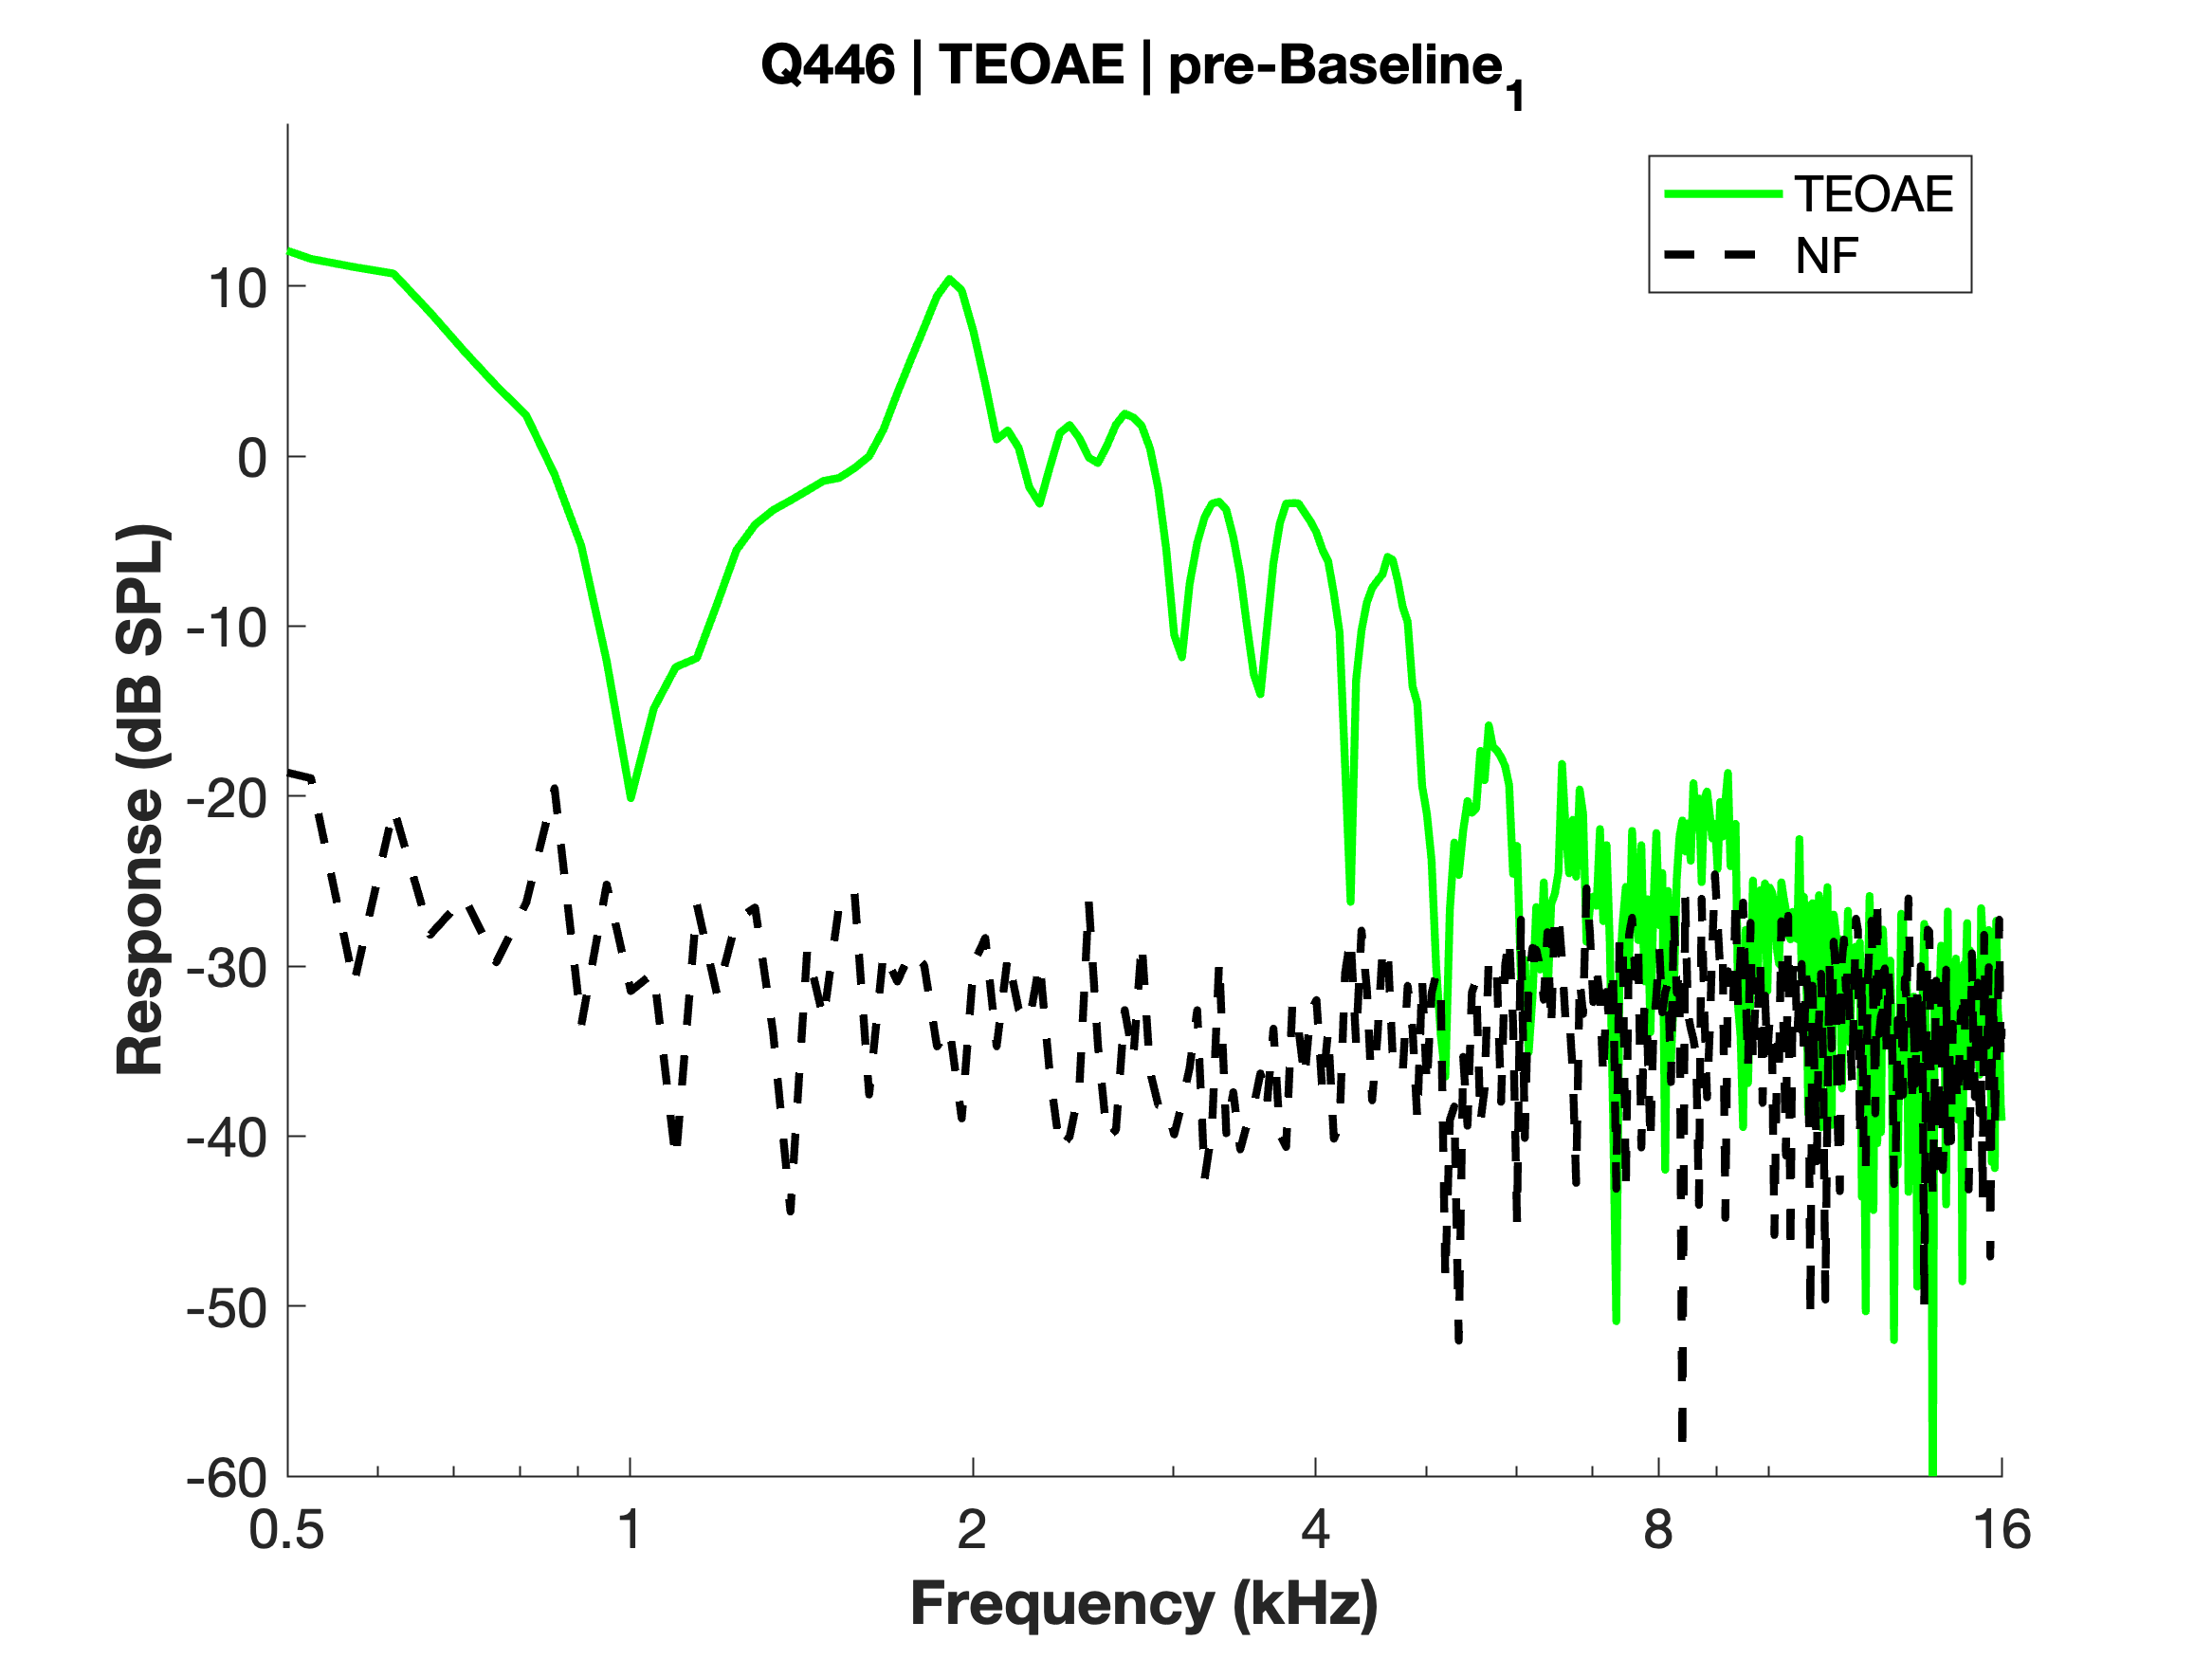 Q446 | TEOAE | pre-Baseline1
TEOAE
NF
Response (dB SPL)
10
0
-10
-20
-30
-40
-50
-60
0.5 1 2 4 8 16
Frequency (kHz)